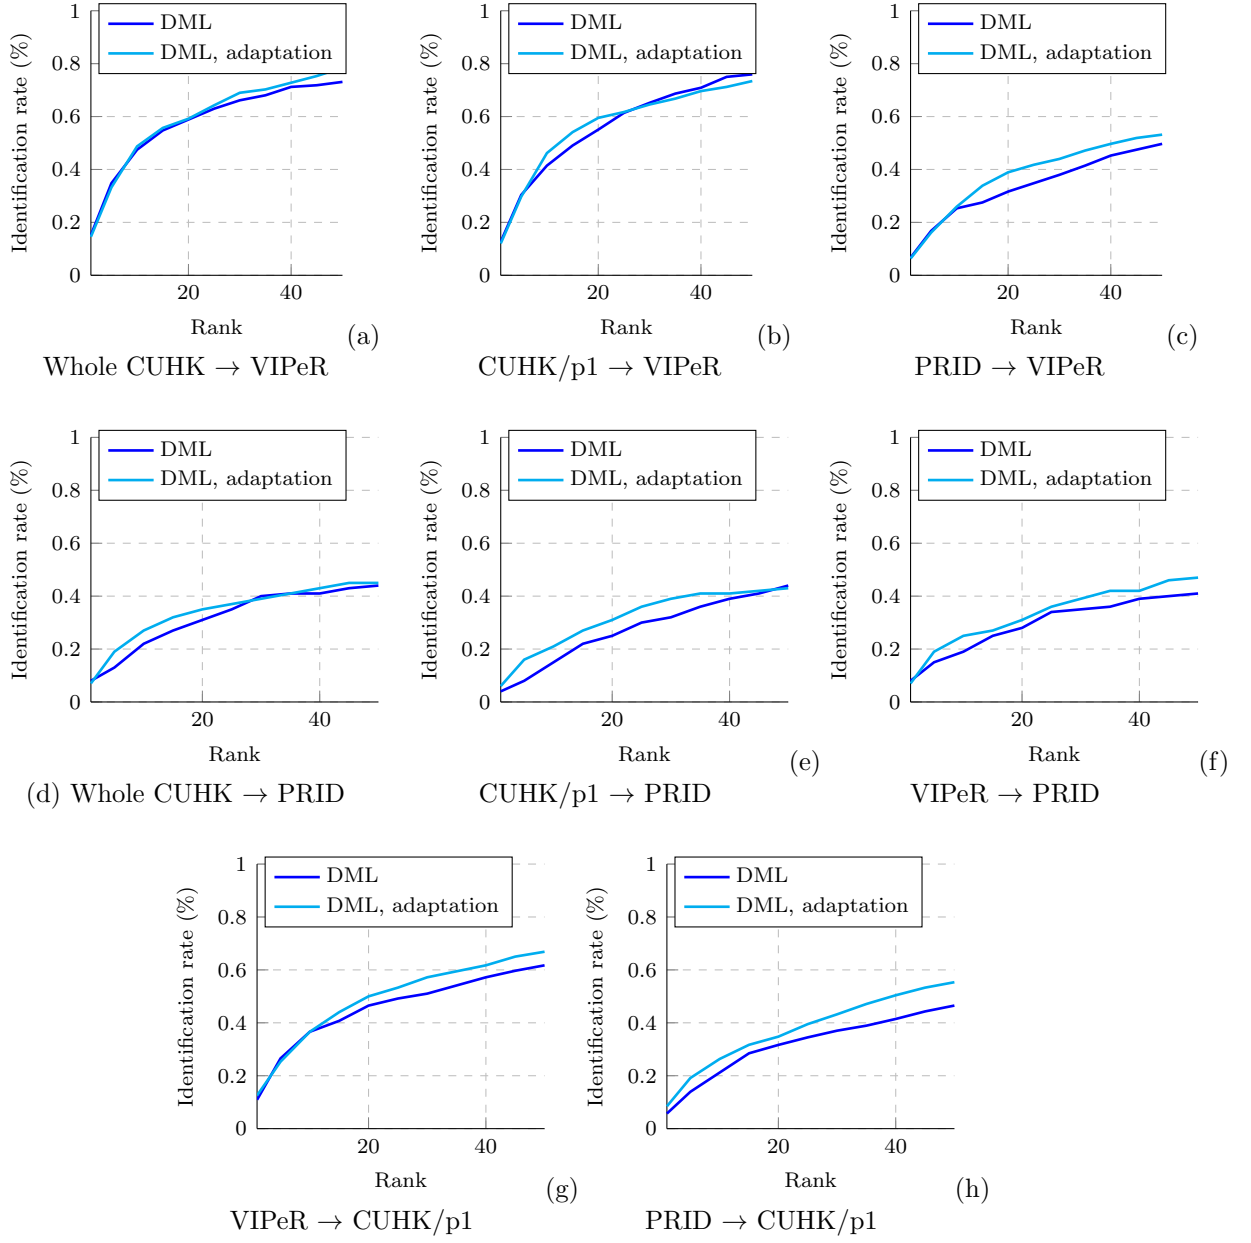 Identification rate (%)
1
0.8
0.6
0.4
0.2
0
DML
DML, adaptation
20
40
Rank
(a)
Whole CUHK → VIPeR
Identification rate (%)
1
0.8
0.6
0.4
0.2
0
DML
DML, adaptation
20
40
Rank
(b)
CUHK/p1 → VIPeR
Identification rate (%)
1
0.8
0.6
0.4
0.2
0
DML
DML, adaptation
20
40
Rank
(c)
PRID → VIPeR
Identification rate (%)
1
0.8
0.6
0.4
0.2
0
DML
DML, adaptation
20
40
Rank
(d) Whole CUHK → PRID
Identification rate (%)
1
0.8
0.6
0.4
0.2
0
DML
DML, adaptation
20
40
Rank
(e)
CUHK/p1 → PRID
Identification rate (%)
1
0.8
0.6
0.4
0.2
0
DML
DML, adaptation
20
40
Rank
(f)
VIPeR → PRID
Identification rate (%)
1
0.8
0.6
0.4
0.2
0
DML
DML, adaptation
20
40
Rank
(g)
VIPeR → CUHK/p1
Identification rate (%)
1
0.8
0.6
0.4
0.2
0
DML
DML, adaptation
20
40
Rank
(h)
PRID → CUHK/p1